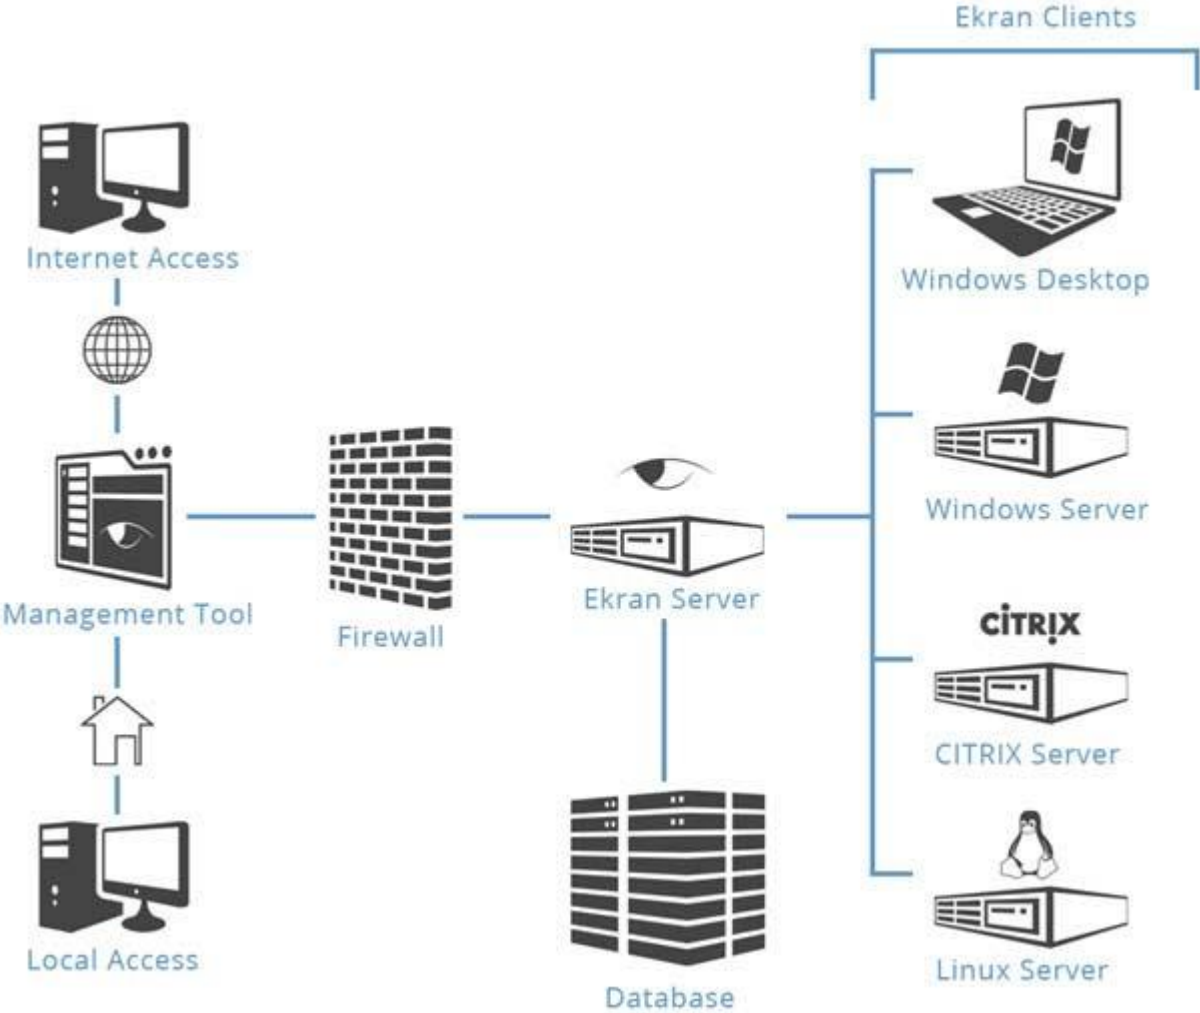 Ekran Clients
Internet Access
Windows Desktop
Windows Server
Management Tool
Firewall
Ekran Server
CiTRIX
CITRIX Server
Local Access
Database
Linux Server